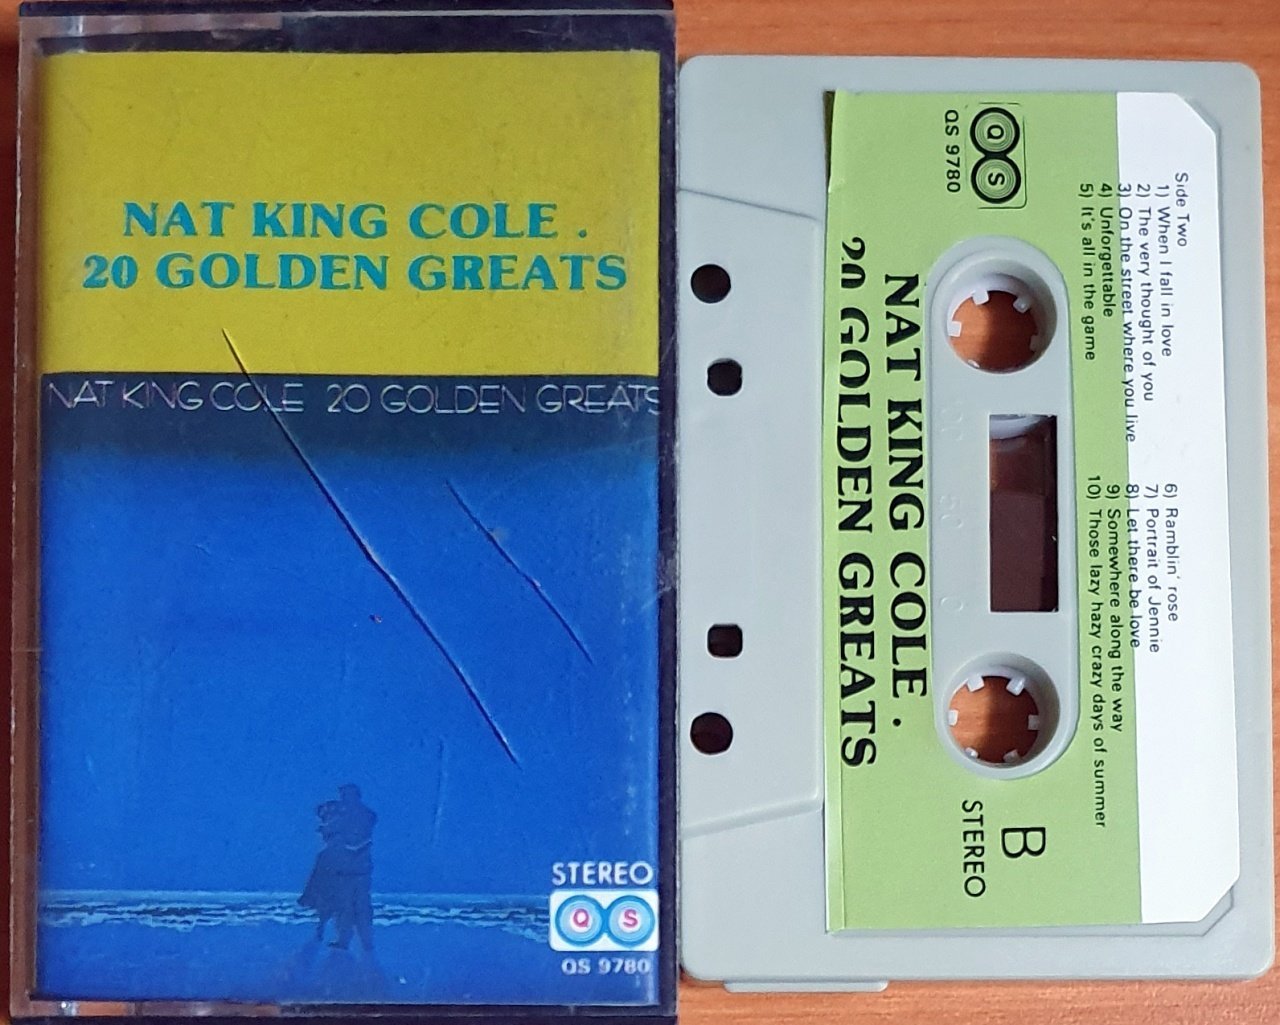 NAT KING COLE .
20 GOLDEN GREATS
NAT KING COLE 20 GOLDEN GREATS
STEREO
Q S
QS 9780
Side Two
1) When I fall in love
2) The very thought of you
3) On the street where you live
4) Unforgettable
5) It's all in the game
6) Ramblin' rose
7) Portrait of Jennie
8) Let there be love
9) Somewhere along the way
10) Those lazy hazy crazy days of summer
Q S
QS 9780
B
STEREO
NAT KING COLE .
20 GOLDEN GREATS